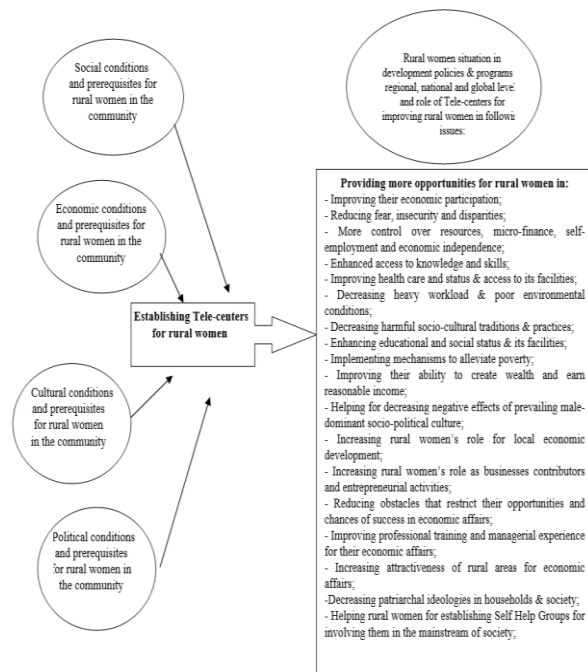 Social conditions
and prerequisites for
rural women in the
community
Rural women situation in
development policies & programs
regional, national and global level
and role of Tele-centers for
improving rural women in followi
issues:
Economic conditions
and prerequisites for
rural women in the
community
Establishing Tele-centers
for rural women
Cultural conditions
and prerequisites
for rural women
in the community
Political conditions
and prerequisites
for rural women in
the community
Providing more opportunities for rural women in:
- Improving their economic participation;
- Reducing fear, insecurity and disparities;
- More control over resources, micro-finance, self-
employment and economic independence;
- Enhanced access to knowledge and skills;
- Improving health care and status & access to its facilities;
- Decreasing heavy workload & poor environmental
conditions;
- Decreasing harmful socio-cultural traditions & practices;
- Enhancing educational and social status & its facilities;
- Implementing mechanisms to alleviate poverty;
- Improving their ability to create wealth and earn
reasonable income;
- Helping for decreasing negative effects of prevailing male-
dominant socio-political culture;
- Increasing rural women's role for local economic
development;
- Increasing rural women's role as businesses contributors
and entrepreneurial activities;
- Reducing obstacles that restrict their opportunities and
chances of success in economic affairs;
- Improving professional training and managerial experience
for their economic affairs;
- Increasing attractiveness of rural areas for economic
affairs;
-Decreasing patriarchal ideologies in households & society;
- Helping rural women for establishing Self Help Groups for
involving them in the mainstream of society;